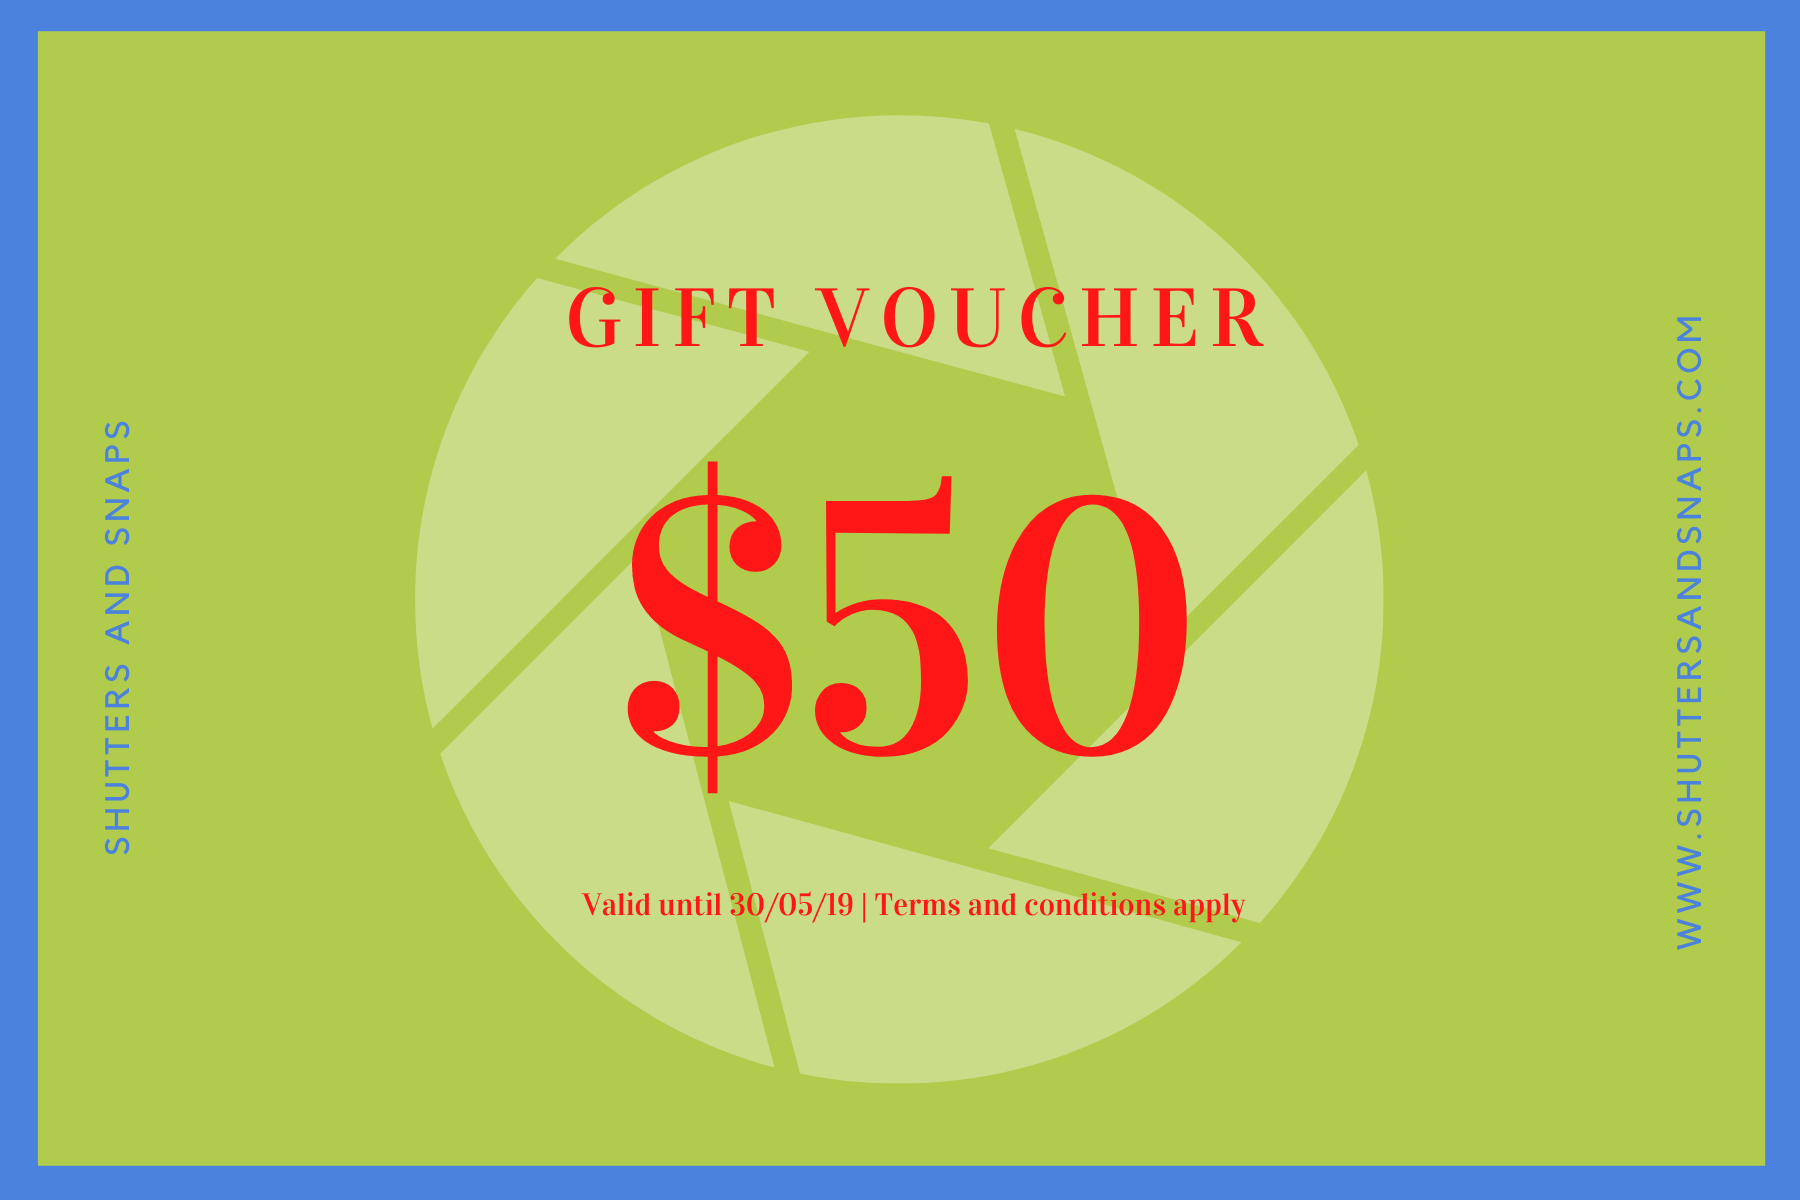 GIFT VOUCHER
$50
Valid until 30/05/19 | Terms and conditions apply
SHUTTERS AND SNAPS
WWW.SHUTTERSANDSNAPS.COM